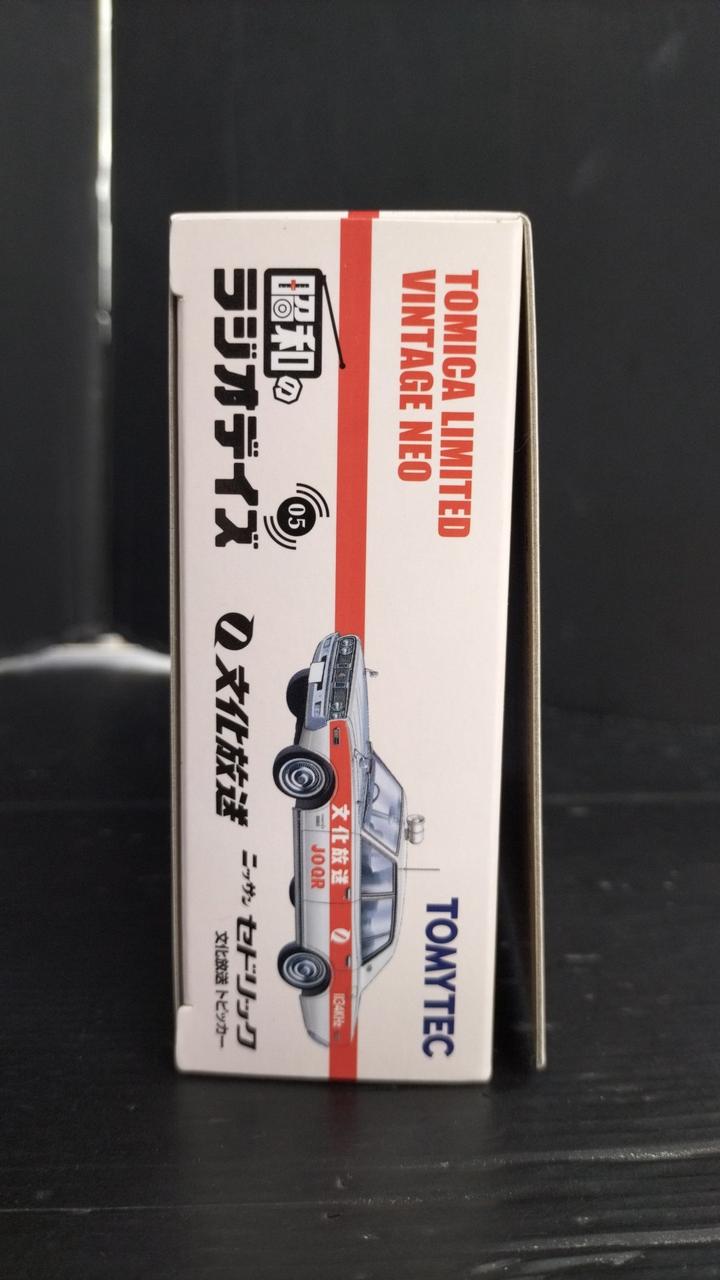 TOMICA LIMITED
VINTAGE NEO
TOMYTEC
昭和の
ラジオデイズ
05
文化放送
JOQR
1134KHz
文化放送
ニッサン セドリック
文化放送 トピッカー